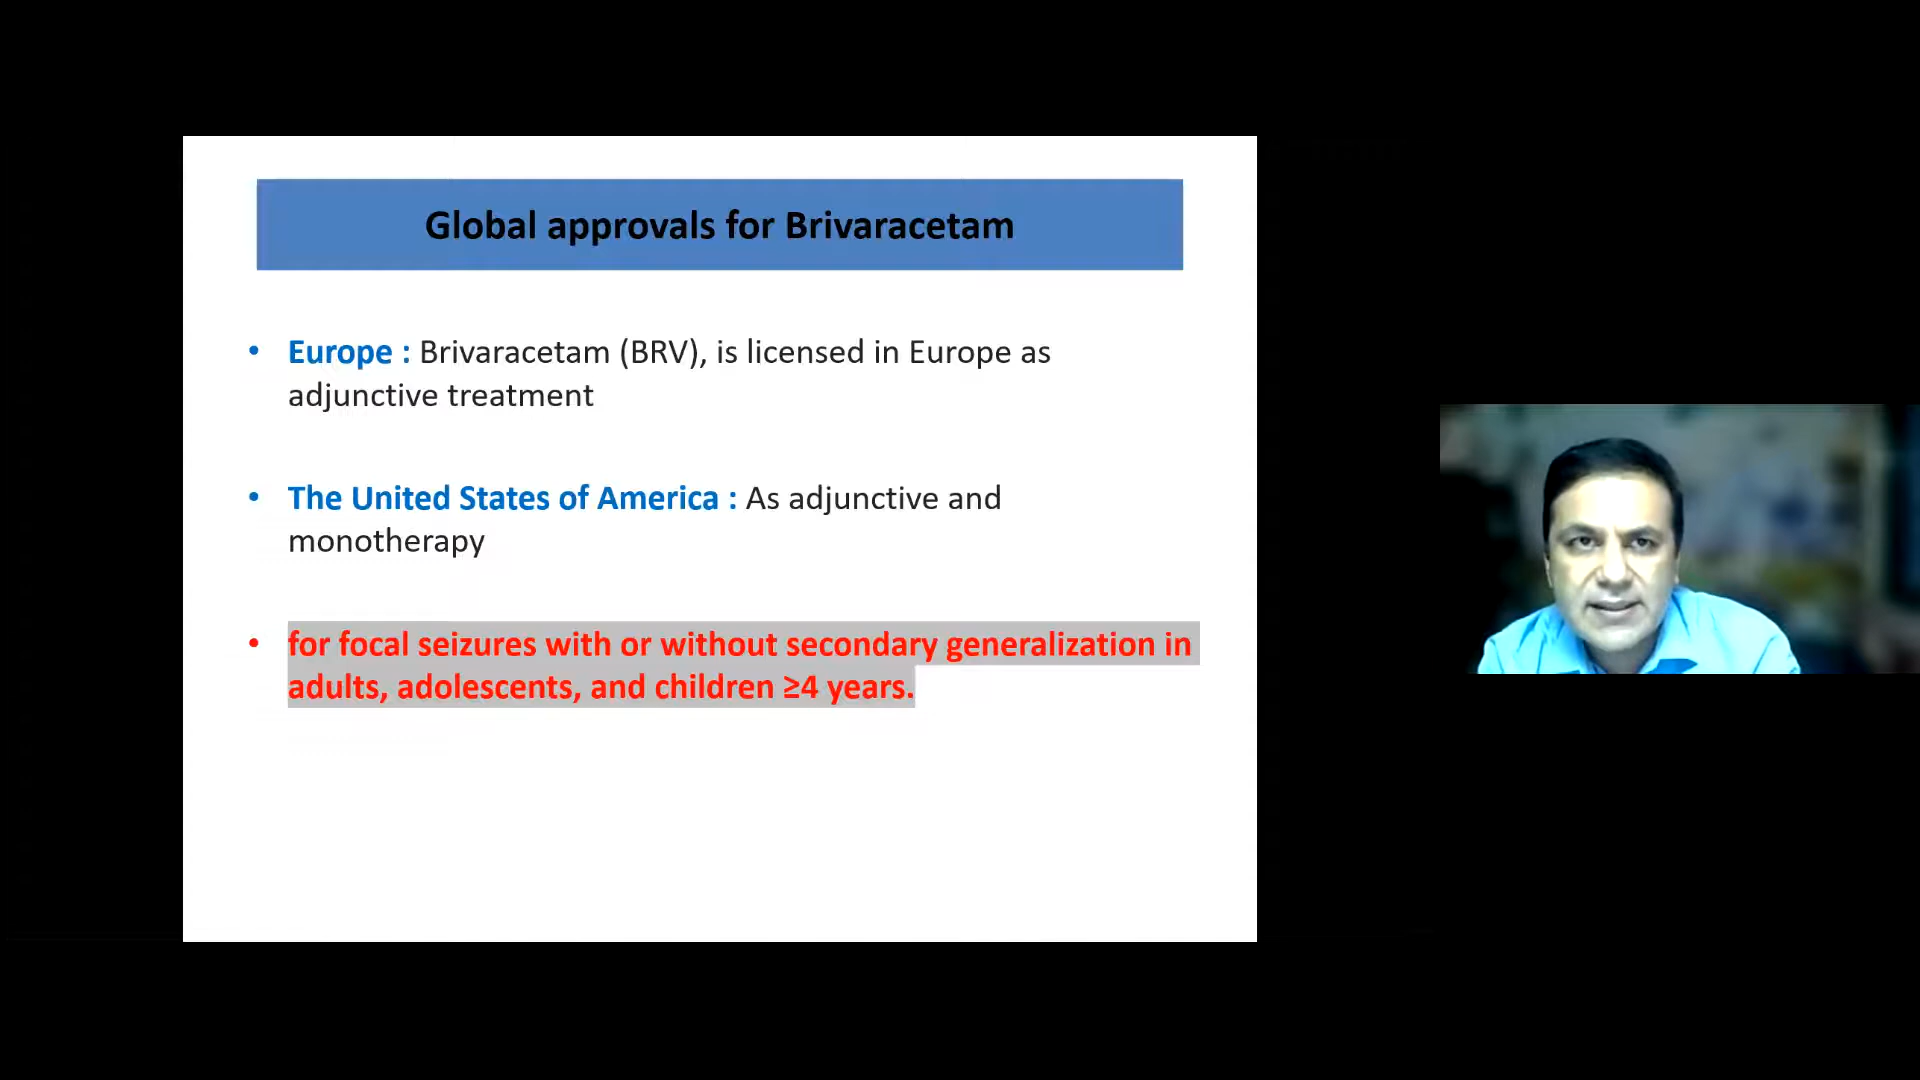 Global approvals for Brivaracetam
• Europe : Brivaracetam (BRV), is licensed in Europe as
adjunctive treatment
• The United States of America : As adjunctive and
monotherapy
• for focal seizures with or without secondary generalization in
adults, adolescents, and children ≥4 years.